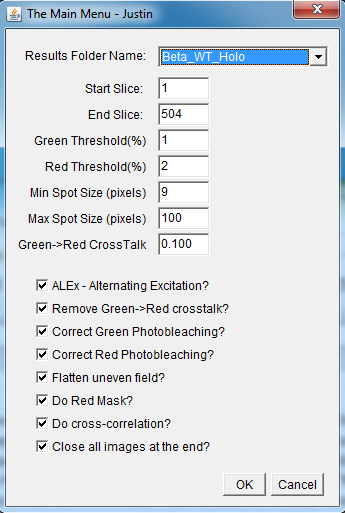 The Main Menu - Justin
Results Folder Name: Beta_WT_Holo
Start Slice: 1
End Slice: 504
Green Threshold(%) 1
Red Threshold(%) 2
Min Spot Size (pixels) 9
Max Spot Size (pixels) 100
Green->Red CrossTalk 0.100
ALEx - Alternating Excitation?
Remove Green->Red crosstalk?
Correct Green Photobleaching?
Correct Red Photobleaching?
Flatten uneven field?
Do Red Mask?
Do cross-correlation?
Close all images at the end?
OK Cancel